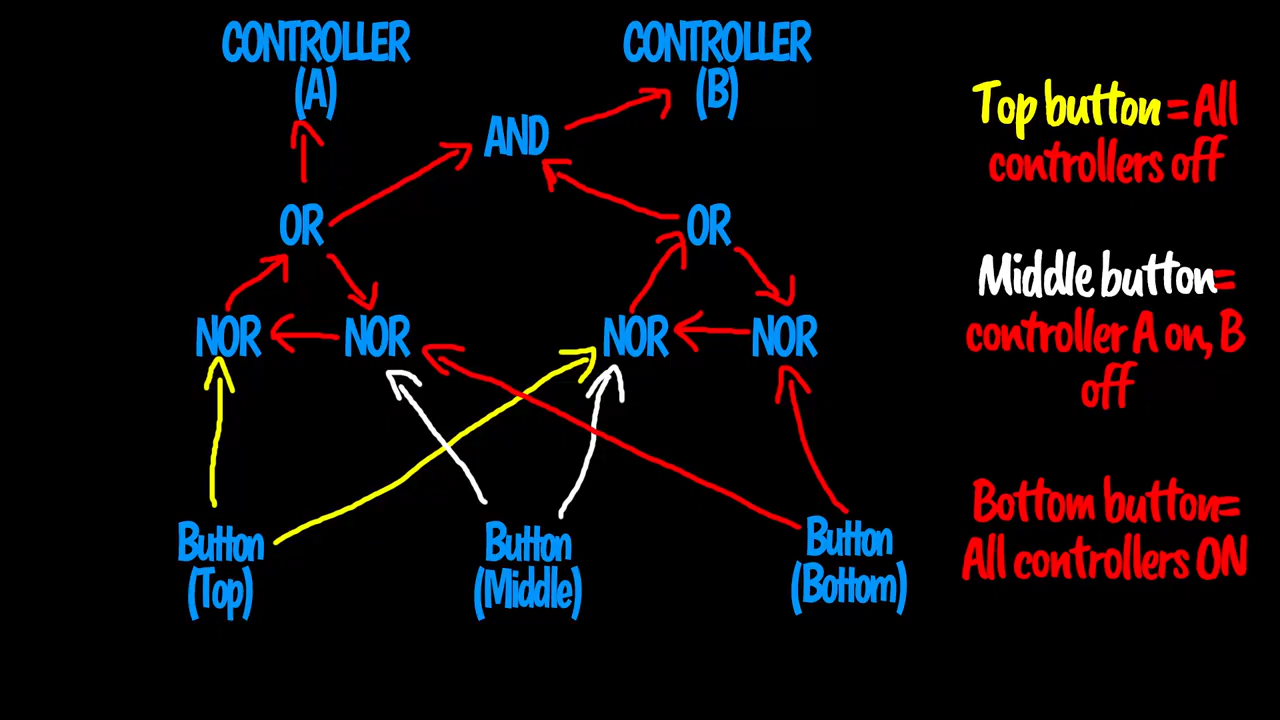 CONTROLLER
(A)
CONTROLLER
(B)
AND
OR
OR
NOR
NOR
NOR
NOR
Button
(Top)
Button
(Middle)
Button
(Bottom)
Top button = All
controllers off
Middle button=
controller A on, B
off
Bottom button=
All controllers ON